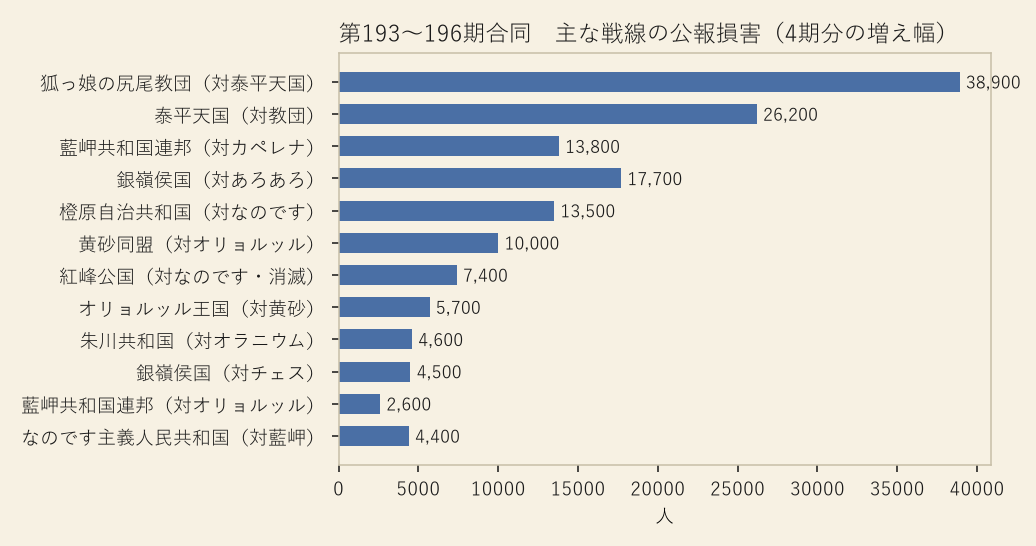 第193〜196期合同　主な戦線の公報損害（4期分の増え幅）
狐っ娘の尻尾教団（対泰平天国） 38,900
泰平天国（対教団） 26,200
藍岬共和国連邦（対カペレナ） 13,800
銀嶺侯国（対あろあろ） 17,700
橙原自治共和国（対なのです） 13,500
黄砂同盟（対オリョルッル） 10,000
紅峰公国（対なのです・消滅） 7,400
オリョルッル王国（対黄砂） 5,700
朱川共和国（対オラニウム） 4,600
銀嶺侯国（対チェス） 4,500
藍岬共和国連邦（対オリョルッル） 2,600
なのです主義人民共和国（対藍岬） 4,400
0 5000 10000 15000 20000 25000 30000 35000 40000
人